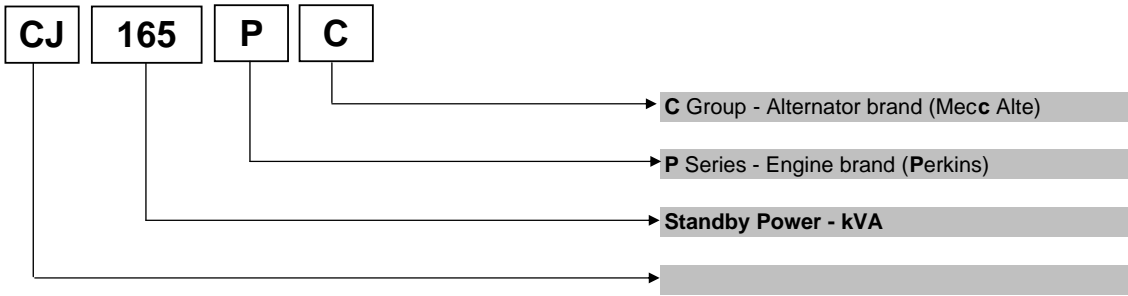 CJ 165 P C
C Group - Alternator brand (Mecc Alte)
P Series - Engine brand (Perkins)
Standby Power - kVA